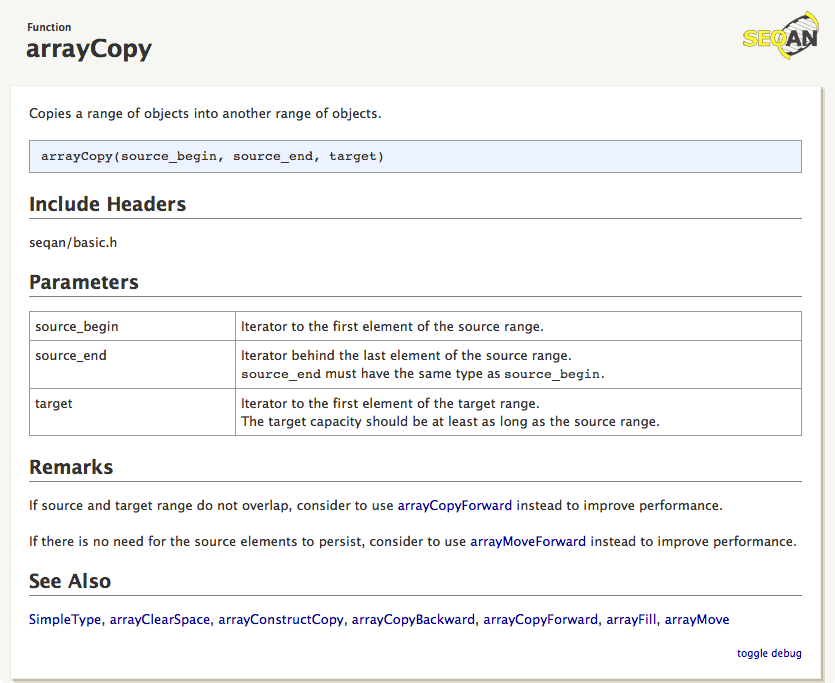 Function
arrayCopy
SEQAN
Copies a range of objects into another range of objects.
arrayCopy(source_begin, source_end, target)
Include Headers
seqan/basic.h
Parameters
source_begin Iterator to the first element of the source range.
source_end Iterator behind the last element of the source range.
source_end must have the same type as source_begin.
target Iterator to the first element of the target range.
The target capacity should be at least as long as the source range.
Remarks
If source and target range do not overlap, consider to use arrayCopyForward instead to improve performance.
If there is no need for the source elements to persist, consider to use arrayMoveForward instead to improve performance.
See Also
SimpleType, arrayClearSpace, arrayConstructCopy, arrayCopyBackward, arrayCopyForward, arrayFill, arrayMove
toggle debug